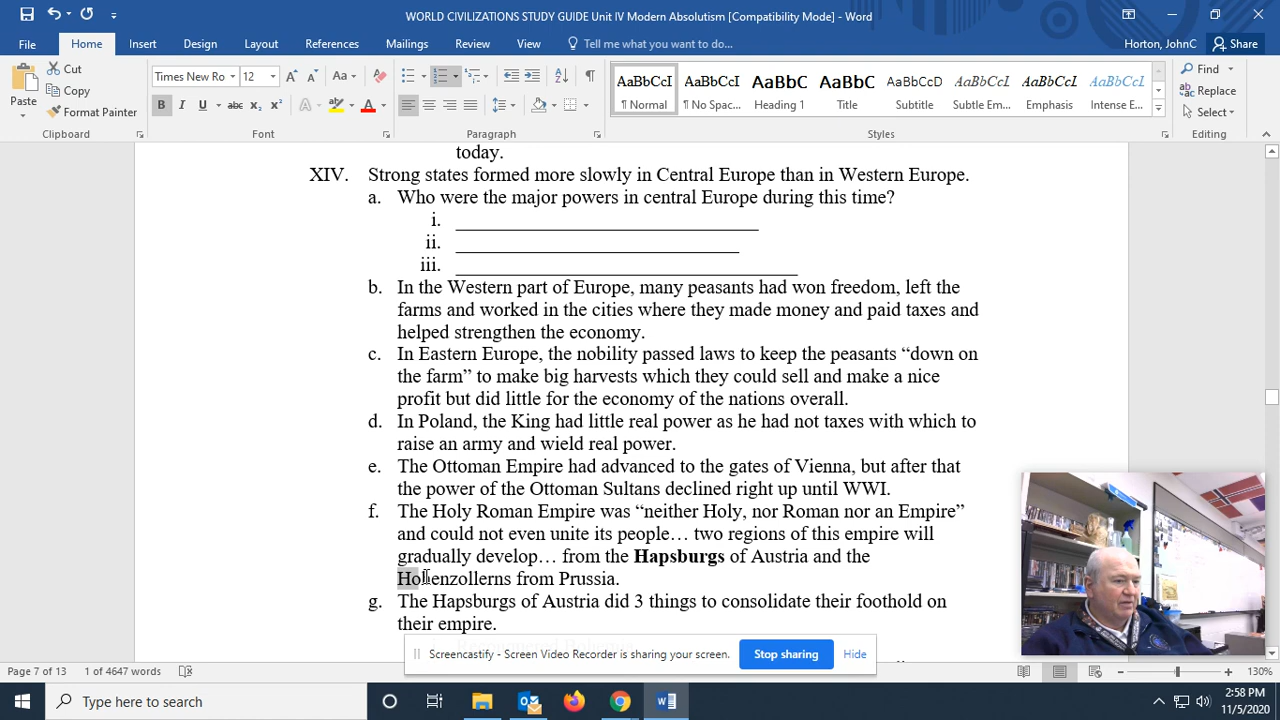 WORLD CIVILIZATIONS STUDY GUIDE Unit IV Modern Absolutism [Compatibility Mode] - Word
File Home Insert Design Layout References Mailings Review View Tell me what you want to do... Horton, JohnC Share
Paste Cut Copy Format Painter
Times New Ro 12
AaBbCcI AaBbCcI AaBbC AaBbC AaBbCcD AaBbCcI AaBbCcI AaBbCcI
¶ Normal ¶ No Spac... Heading 1 Title Subtitle Subtle Em... Emphasis Intense E...
Find Replace Select
Clipboard Font Paragraph Styles Editing
today.
XIV. Strong states formed more slowly in Central Europe than in Western Europe.
a. Who were the major powers in central Europe during this time?
i.
ii.
iii.
b. In the Western part of Europe, many peasants had won freedom, left the
farms and worked in the cities where they made money and paid taxes and
helped strengthen the economy.
c. In Eastern Europe, the nobility passed laws to keep the peasants “down on
the farm” to make big harvests which they could sell and make a nice
profit but did little for the economy of the nations overall.
d. In Poland, the King had little real power as he had not taxes with which to
raise an army and wield real power.
e. The Ottoman Empire had advanced to the gates of Vienna, but after that
the power of the Ottoman Sultans declined right up until WWI.
f. The Holy Roman Empire was “neither Holy, nor Roman nor an Empire”
and could not even unite its people… two regions of this empire will
gradually develop… from the Hapsburgs of Austria and the
Hohenzollerns from Prussia.
g. The Hapsburgs of Austria did 3 things to consolidate their foothold on
their empire.
Screencastify - Screen Video Recorder is sharing your screen. Stop sharing Hide
Page 7 of 13 1 of 4647 words 130%
Type here to search
2:58 PM
11/5/2020